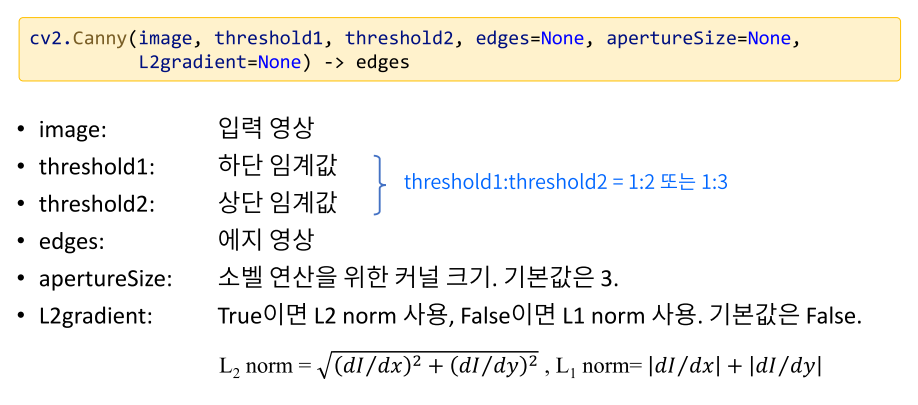 cv2.Canny(image, threshold1, threshold2, edges=None, apertureSize=None,
L2gradient=None) -> edges
• image: 입력 영상
• threshold1: 하단 임계값
threshold1:threshold2 = 1:2 또는 1:3
• threshold2: 상단 임계값
• edges: 에지 영상
• apertureSize: 소벨 연산을 위한 커널 크기. 기본값은 3.
• L2gradient: True이면 L2 norm 사용, False이면 L1 norm 사용. 기본값은 False.
L₂ norm = √(dI/dx)² + (dI/dy)² , L₁ norm= |dI/dx| + |dI/dy|